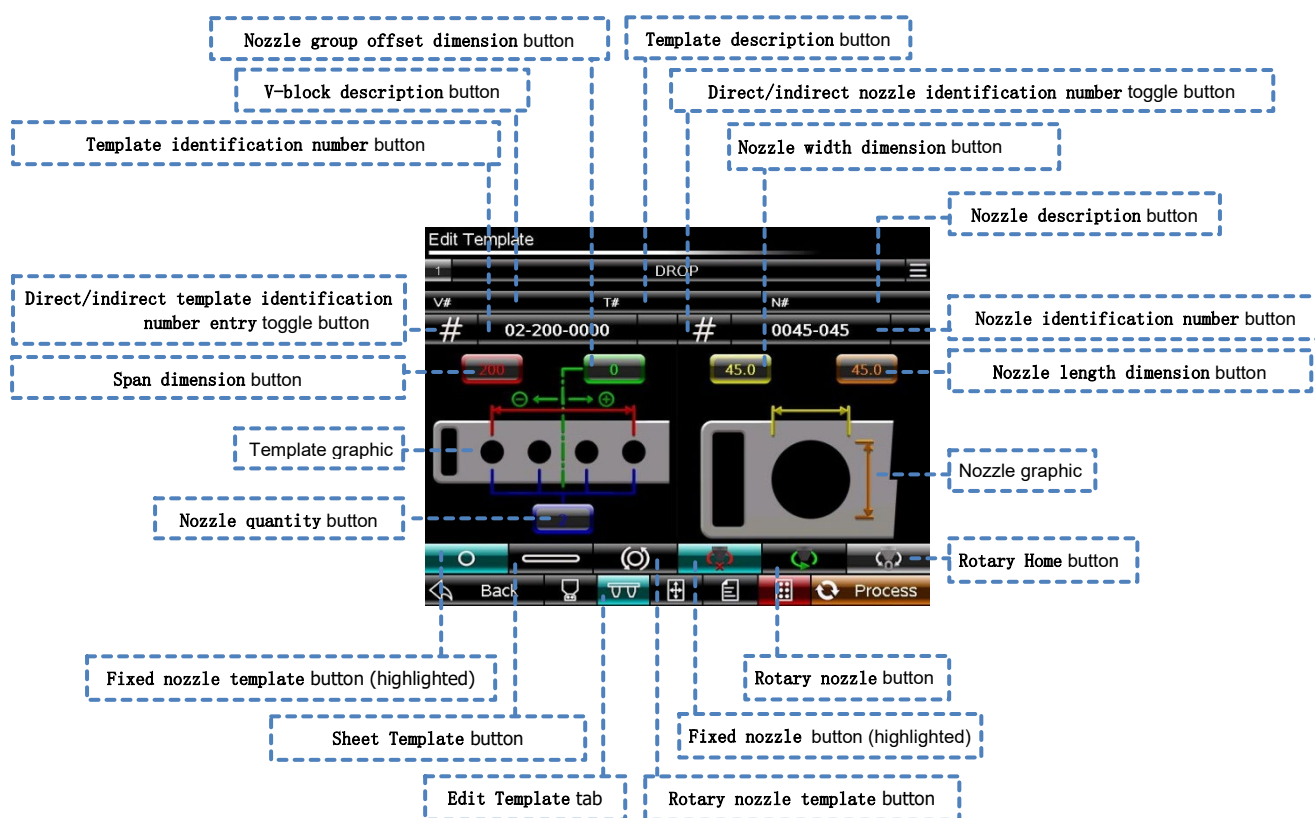 Nozzle group offset dimension button
Template description button
V-block description button
Direct/indirect nozzle identification number toggle button
Template identification number button
Nozzle width dimension button
Nozzle description button
Edit Template
1
DROP
V#
T#
N#
Direct/indirect template identification
number entry toggle button
#
02-200-0000
#
0045-045
Nozzle identification number button
200
0
45.0
45.0
Span dimension button
Nozzle length dimension button
Template graphic
Nozzle graphic
Nozzle quantity button
Rotary Home button
Back
Process
Fixed nozzle template button (highlighted)
Rotary nozzle button
Sheet Template button
Fixed nozzle button (highlighted)
Edit Template tab
Rotary nozzle template button